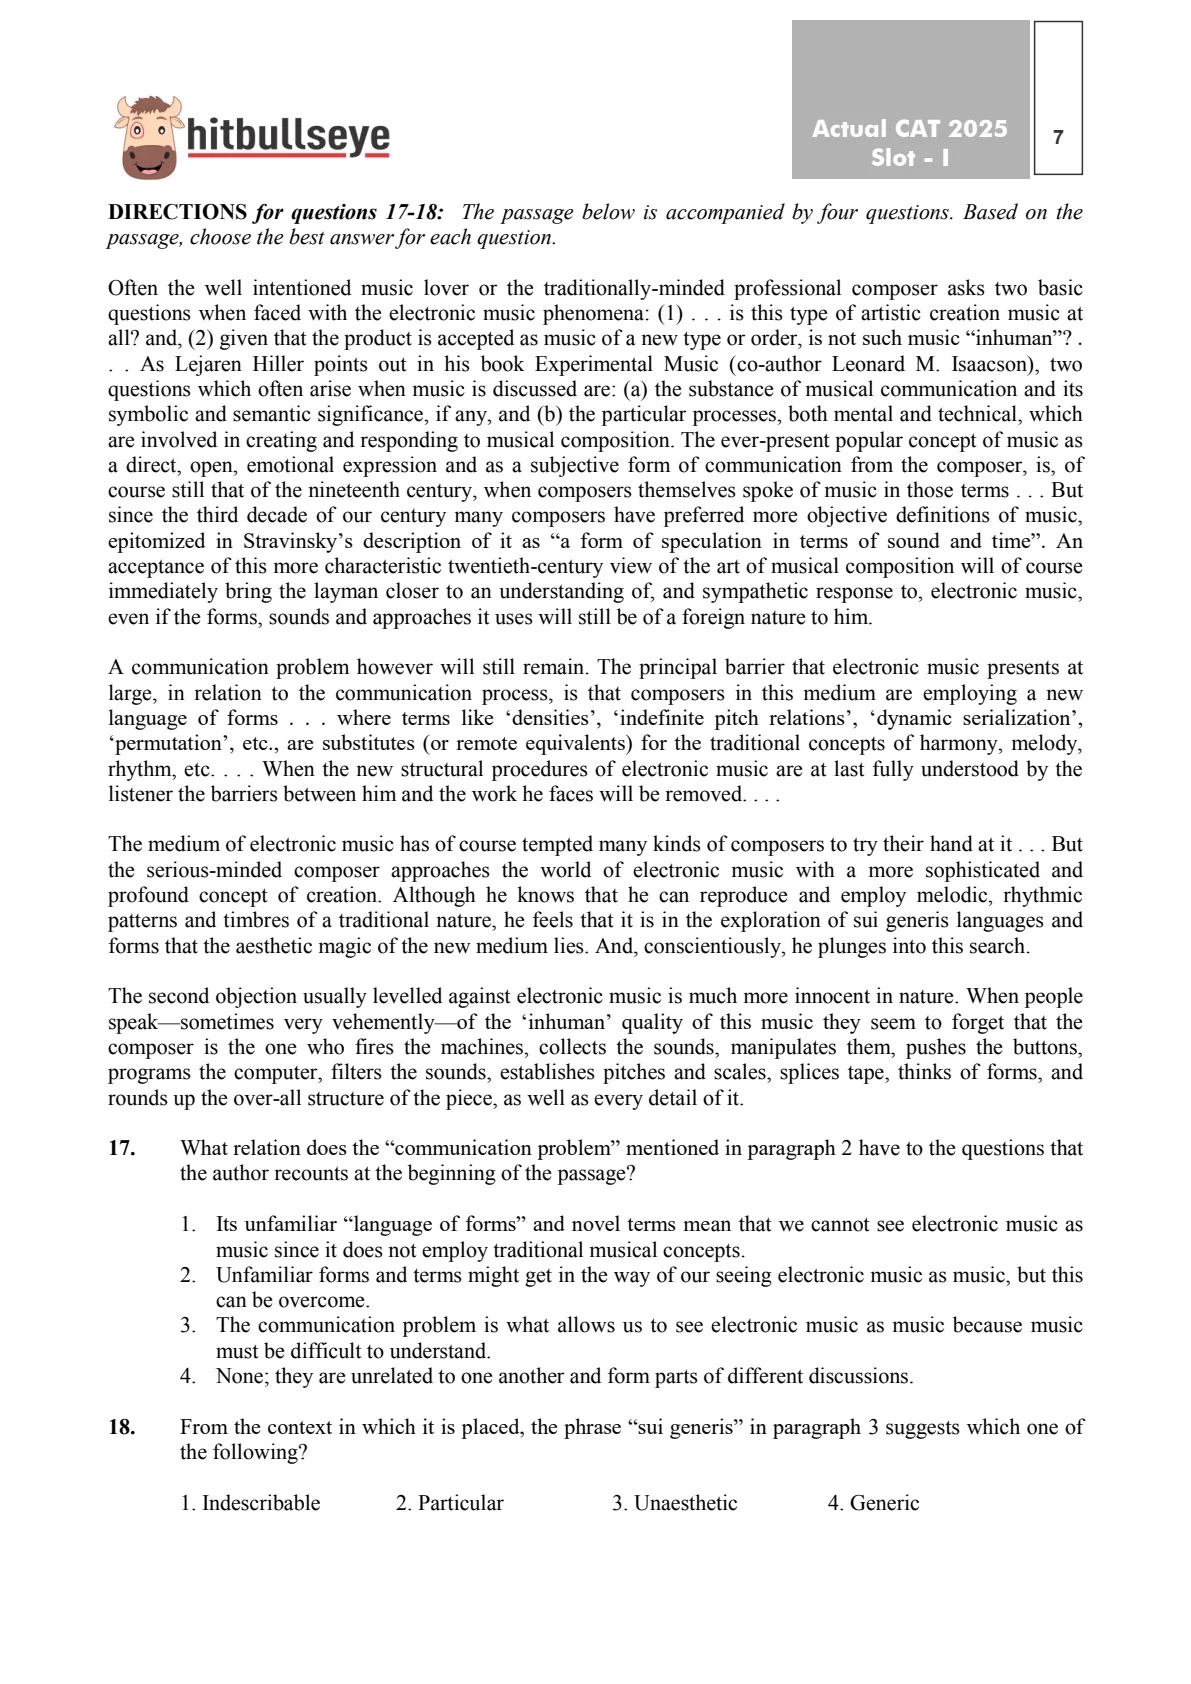 hitbullseye
Actual CAT 2025
Slot - I
7
DIRECTIONS for questions 17-18: The passage below is accompanied by four questions. Based on the
passage, choose the best answer for each question.
Often the well intentioned music lover or the traditionally-minded professional composer asks two basic
questions when faced with the electronic music phenomena: (1) . . . is this type of artistic creation music at
all? and, (2) given that the product is accepted as music of a new type or order, is not such music “inhuman”? .
. . As Lejaren Hiller points out in his book Experimental Music (co-author Leonard M. Isaacson), two
questions which often arise when music is discussed are: (a) the substance of musical communication and its
symbolic and semantic significance, if any, and (b) the particular processes, both mental and technical, which
are involved in creating and responding to musical composition. The ever-present popular concept of music as
a direct, open, emotional expression and as a subjective form of communication from the composer, is, of
course still that of the nineteenth century, when composers themselves spoke of music in those terms . . . But
since the third decade of our century many composers have preferred more objective definitions of music,
epitomized in Stravinsky’s description of it as “a form of speculation in terms of sound and time”. An
acceptance of this more characteristic twentieth-century view of the art of musical composition will of course
immediately bring the layman closer to an understanding of, and sympathetic response to, electronic music,
even if the forms, sounds and approaches it uses will still be of a foreign nature to him.
A communication problem however will still remain. The principal barrier that electronic music presents at
large, in relation to the communication process, is that composers in this medium are employing a new
language of forms . . . where terms like ‘densities’, ‘indefinite pitch relations’, ‘dynamic serialization’,
‘permutation’, etc., are substitutes (or remote equivalents) for the traditional concepts of harmony, melody,
rhythm, etc. . . . When the new structural procedures of electronic music are at last fully understood by the
listener the barriers between him and the work he faces will be removed. . . .
The medium of electronic music has of course tempted many kinds of composers to try their hand at it . . . But
the serious-minded composer approaches the world of electronic music with a more sophisticated and
profound concept of creation. Although he knows that he can reproduce and employ melodic, rhythmic
patterns and timbres of a traditional nature, he feels that it is in the exploration of sui generis languages and
forms that the aesthetic magic of the new medium lies. And, conscientiously, he plunges into this search.
The second objection usually levelled against electronic music is much more innocent in nature. When people
speak—sometimes very vehemently—of the ‘inhuman’ quality of this music they seem to forget that the
composer is the one who fires the machines, collects the sounds, manipulates them, pushes the buttons,
programs the computer, filters the sounds, establishes pitches and scales, splices tape, thinks of forms, and
rounds up the over-all structure of the piece, as well as every detail of it.
17. What relation does the “communication problem” mentioned in paragraph 2 have to the questions that
the author recounts at the beginning of the passage?
1. Its unfamiliar “language of forms” and novel terms mean that we cannot see electronic music as
music since it does not employ traditional musical concepts.
2. Unfamiliar forms and terms might get in the way of our seeing electronic music as music, but this
can be overcome.
3. The communication problem is what allows us to see electronic music as music because music
must be difficult to understand.
4. None; they are unrelated to one another and form parts of different discussions.
18. From the context in which it is placed, the phrase “sui generis” in paragraph 3 suggests which one of
the following?
1. Indescribable 2. Particular 3. Unaesthetic 4. Generic